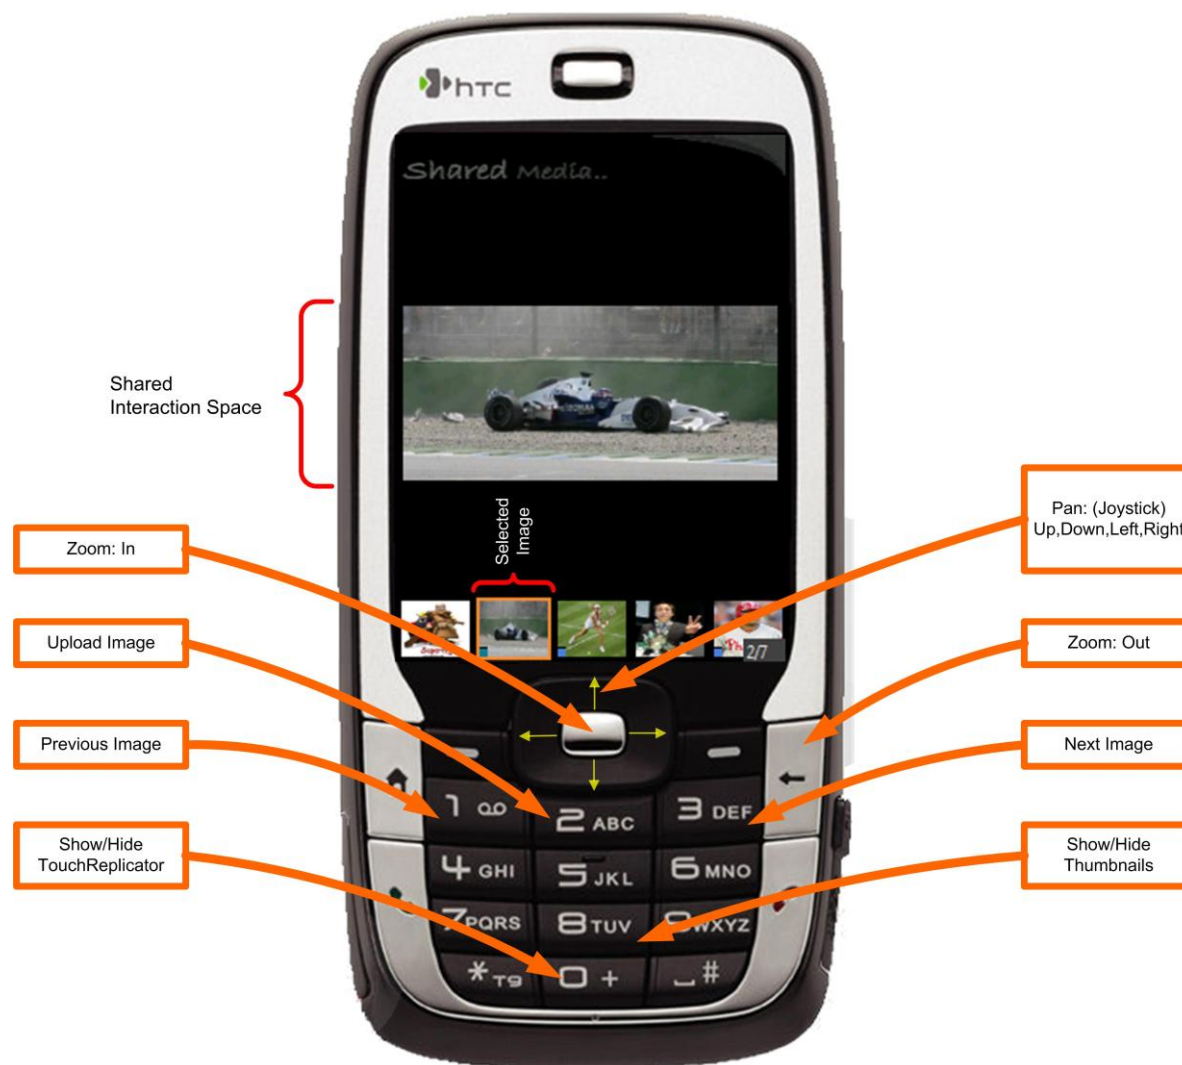 hTC
Shared Media..
Shared
Interaction Space
Selected
Image
Pan: (Joystick)
Up,Down,Left,Right
Zoom: In
Upload Image
Zoom: Out
2/7
Previous Image
Next Image
1
2 ABC
3 DEF
Show/Hide
TouchReplicator
Show/Hide
Thumbnails
4 GHI
5 JKL
6 MNO
7 PQRS
8 TUV
9 WXYZ
* T9
0 +
#